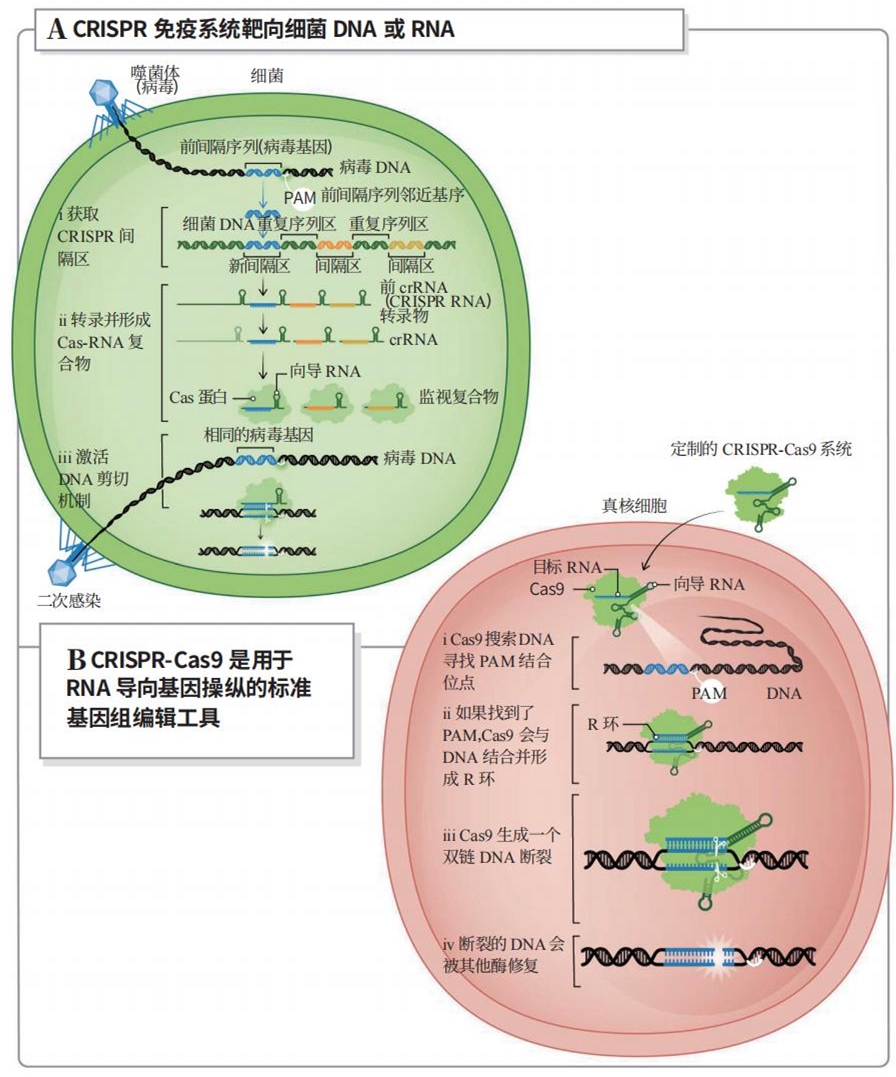 A CRISPR 免疫系统靶向细菌 DNA 或 RNA
噬菌体
(病毒)
细菌
前间隔序列(病毒基因)
病毒 DNA
PAM 前间隔序列邻近基序
i 获取
CRISPR 间
隔区
细菌 DNA 重复序列区 重复序列区
新间隔区 间隔区 间隔区
ii 转录并形成
Cas-RNA 复
合物
前 crRNA
(CRISPR RNA)
转录物
crRNA
向导 RNA
Cas 蛋白
监视复合物
iii 激活
DNA 剪切
机制
相同的病毒基因
病毒 DNA
二次感染
B CRISPR-Cas9 是用于
RNA 导向基因操纵的标准
基因组编辑工具
定制的 CRISPR-Cas9 系统
真核细胞
目标 RNA
Cas9
向导 RNA
i Cas9 搜索DNA
寻找 PAM 结合
位点
PAM
DNA
ii 如果找到了
PAM,Cas9 会与
DNA 结合并形
成 R 环
R 环
iii Cas9 生成一个
双链 DNA 断裂
iv 断裂的 DNA 会
被其他酶修复